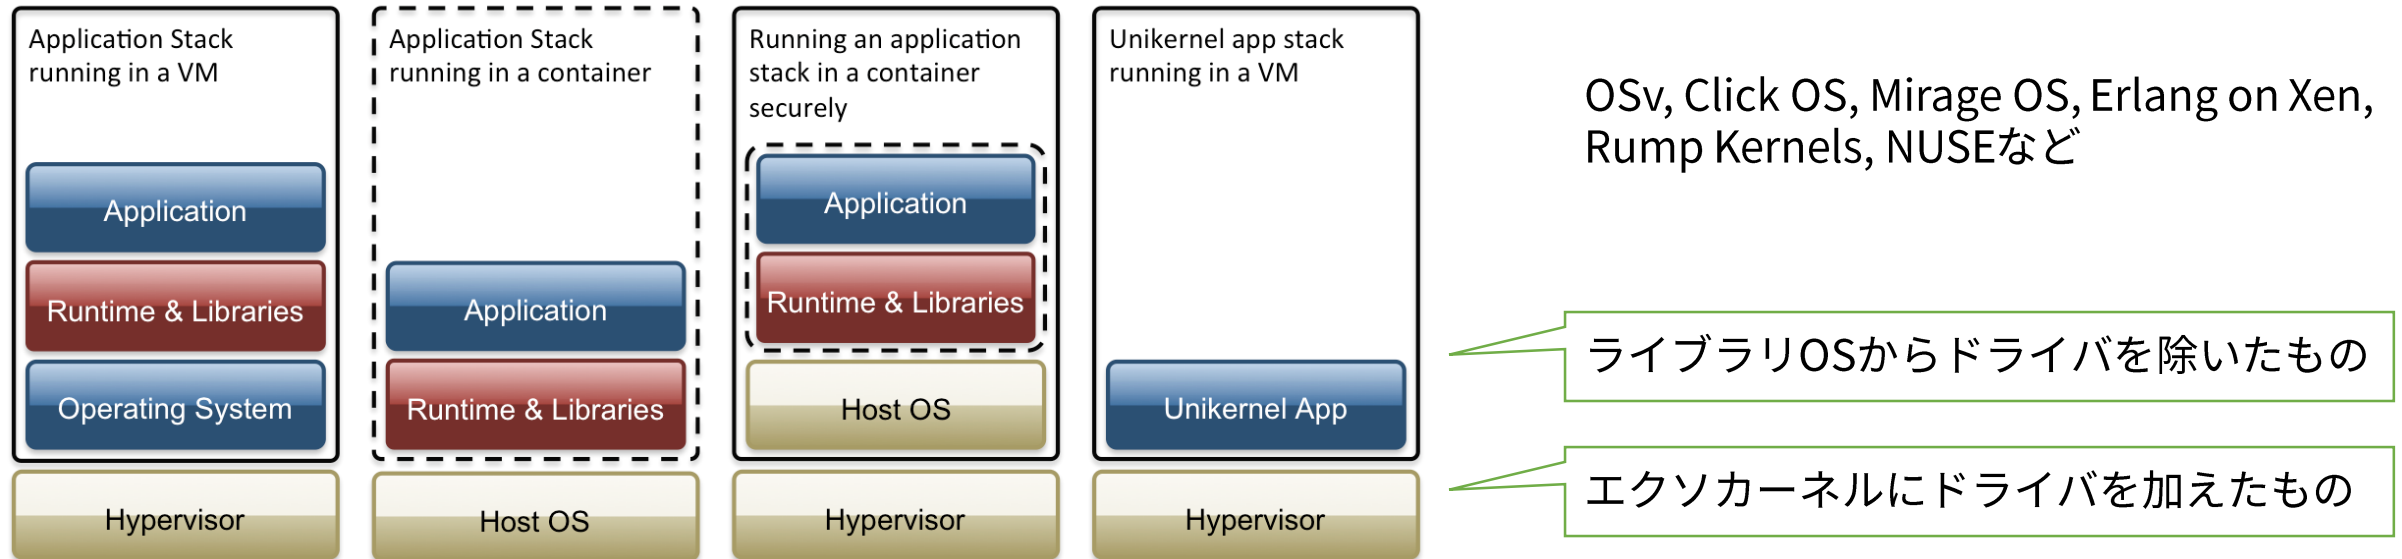 Application Stack
running in a VM
Application
Runtime & Libraries
Operating System
Hypervisor
Application Stack
running in a container
Application
Runtime & Libraries
Host OS
Running an application
stack in a container
securely
Application
Runtime & Libraries
Host OS
Hypervisor
Unikernel app stack
running in a VM
Unikernel App
Hypervisor
OSv, Click OS, Mirage OS, Erlang on Xen,
Rump Kernels, NUSEなど
ライブラリOSからドライバを除いたもの
エクソカーネルにドライバを加えたもの